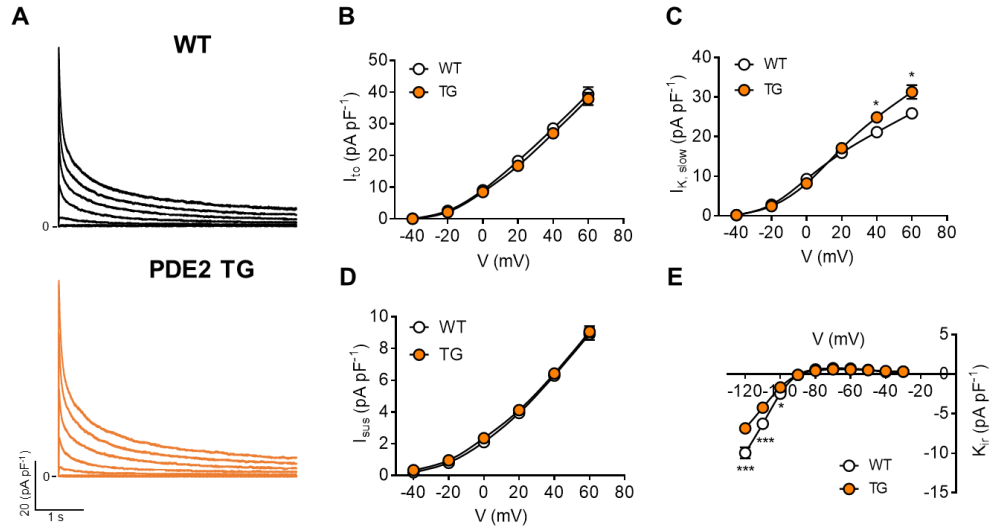 A
WT
0
PDE2 TG
0
20 (pA pF-1)
1 s
B
WT
TG
Ito (pA pF-1)
50
40
30
20
10
0
-40 -20 0 20 40 60 80
V (mV)
C
WT
TG
* *
IK, slow (pA pF-1)
40
30
20
10
0
-40 -20 0 20 40 60 80
V (mV)
D
WT
TG
Isus (pA pF-1)
10
8
6
4
2
0
-40 -20 0 20 40 60 80
V (mV)
E
V (mV)
-120 -100 -80 -60 -40 -20
5
0
-5
-10
-15
Kir (pA pF-1)
*
***
***
WT
TG